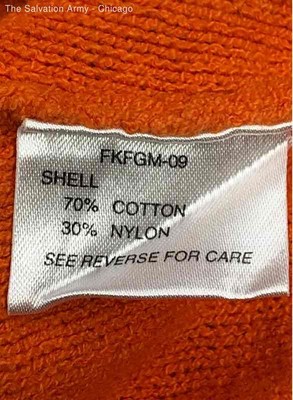 The Salvation Army - Chicago
FKFGM-09
SHELL
70% COTTON
30% NYLON
SEE REVERSE FOR CARE